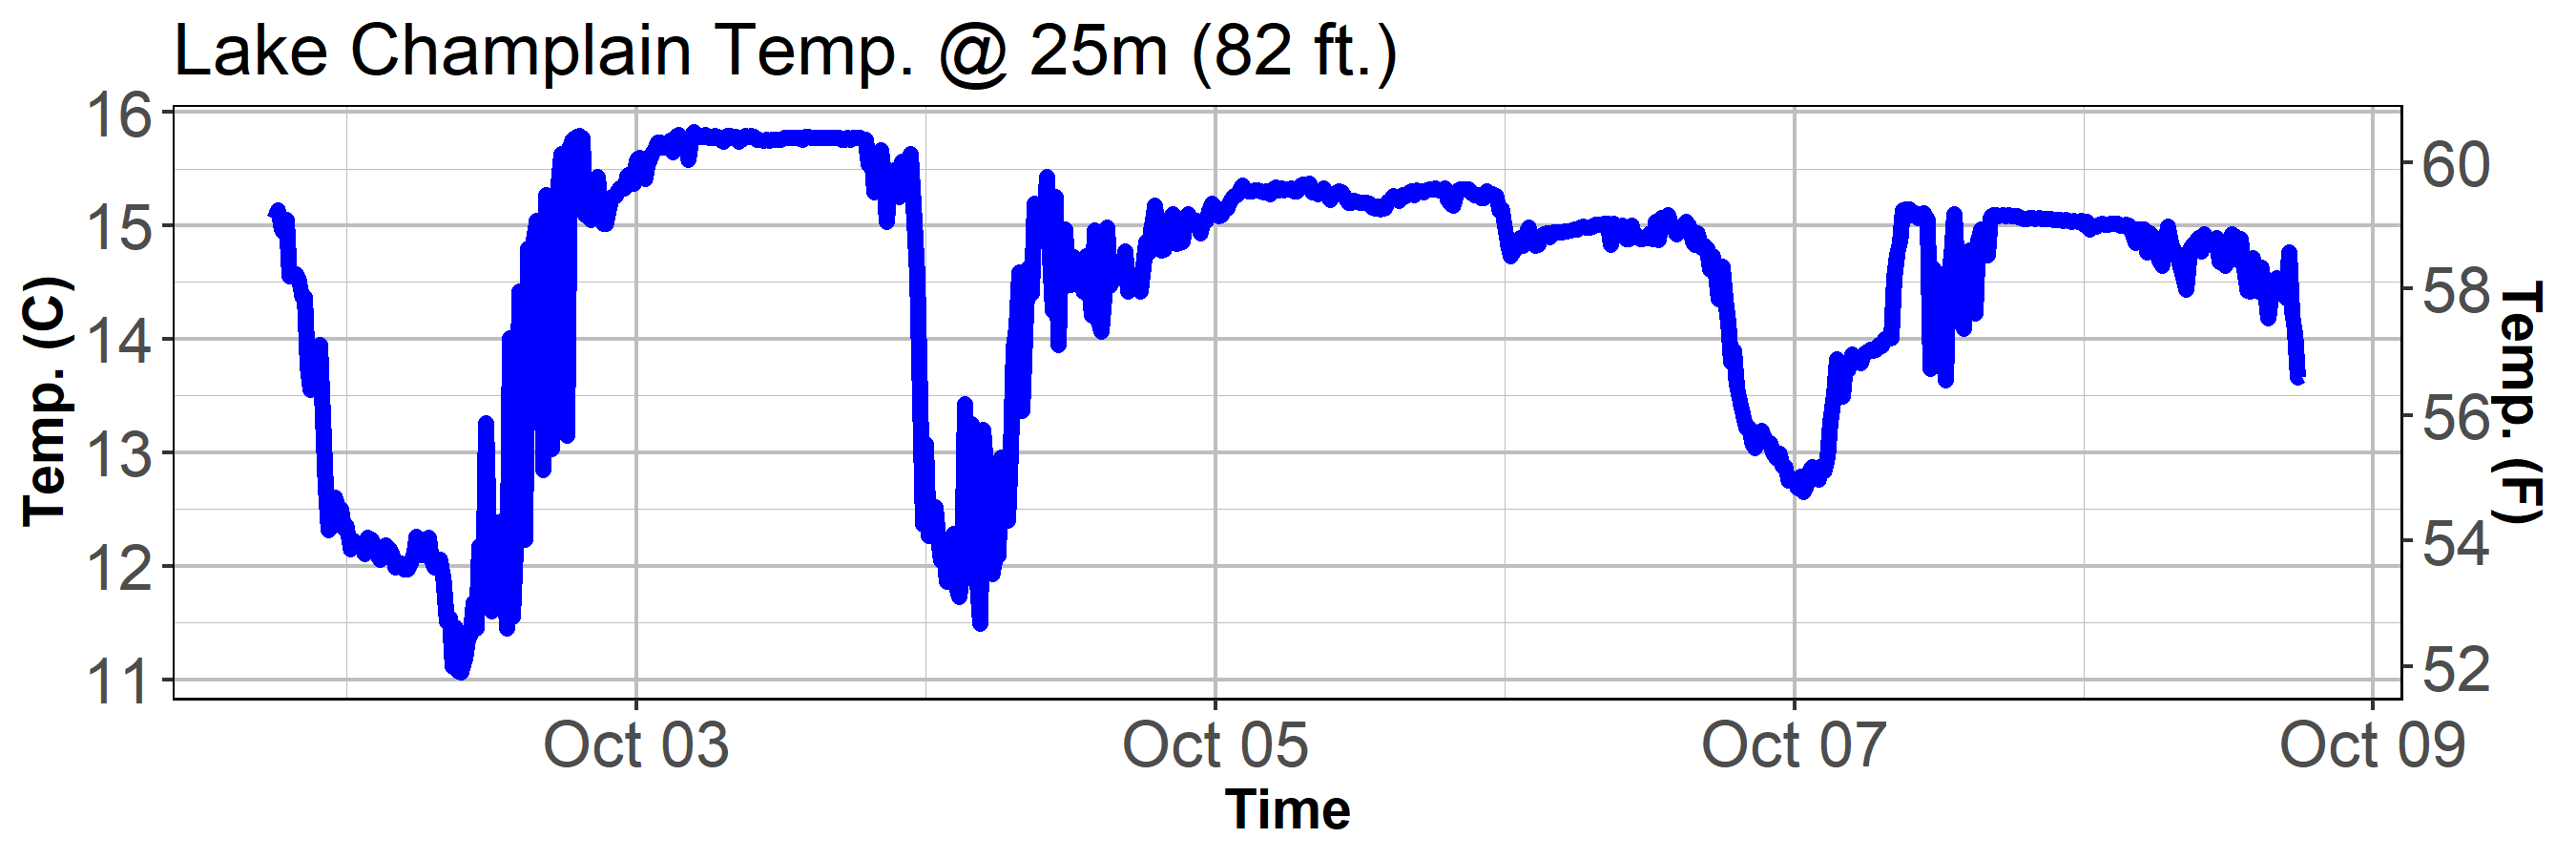 Lake Champlain Temp. @ 25m (82 ft.)
16
15
14
13
12
11
Temp. (C)
60
58
56
54
52
Temp. (F)
Oct 03
Oct 05
Oct 07
Oct 09
Time